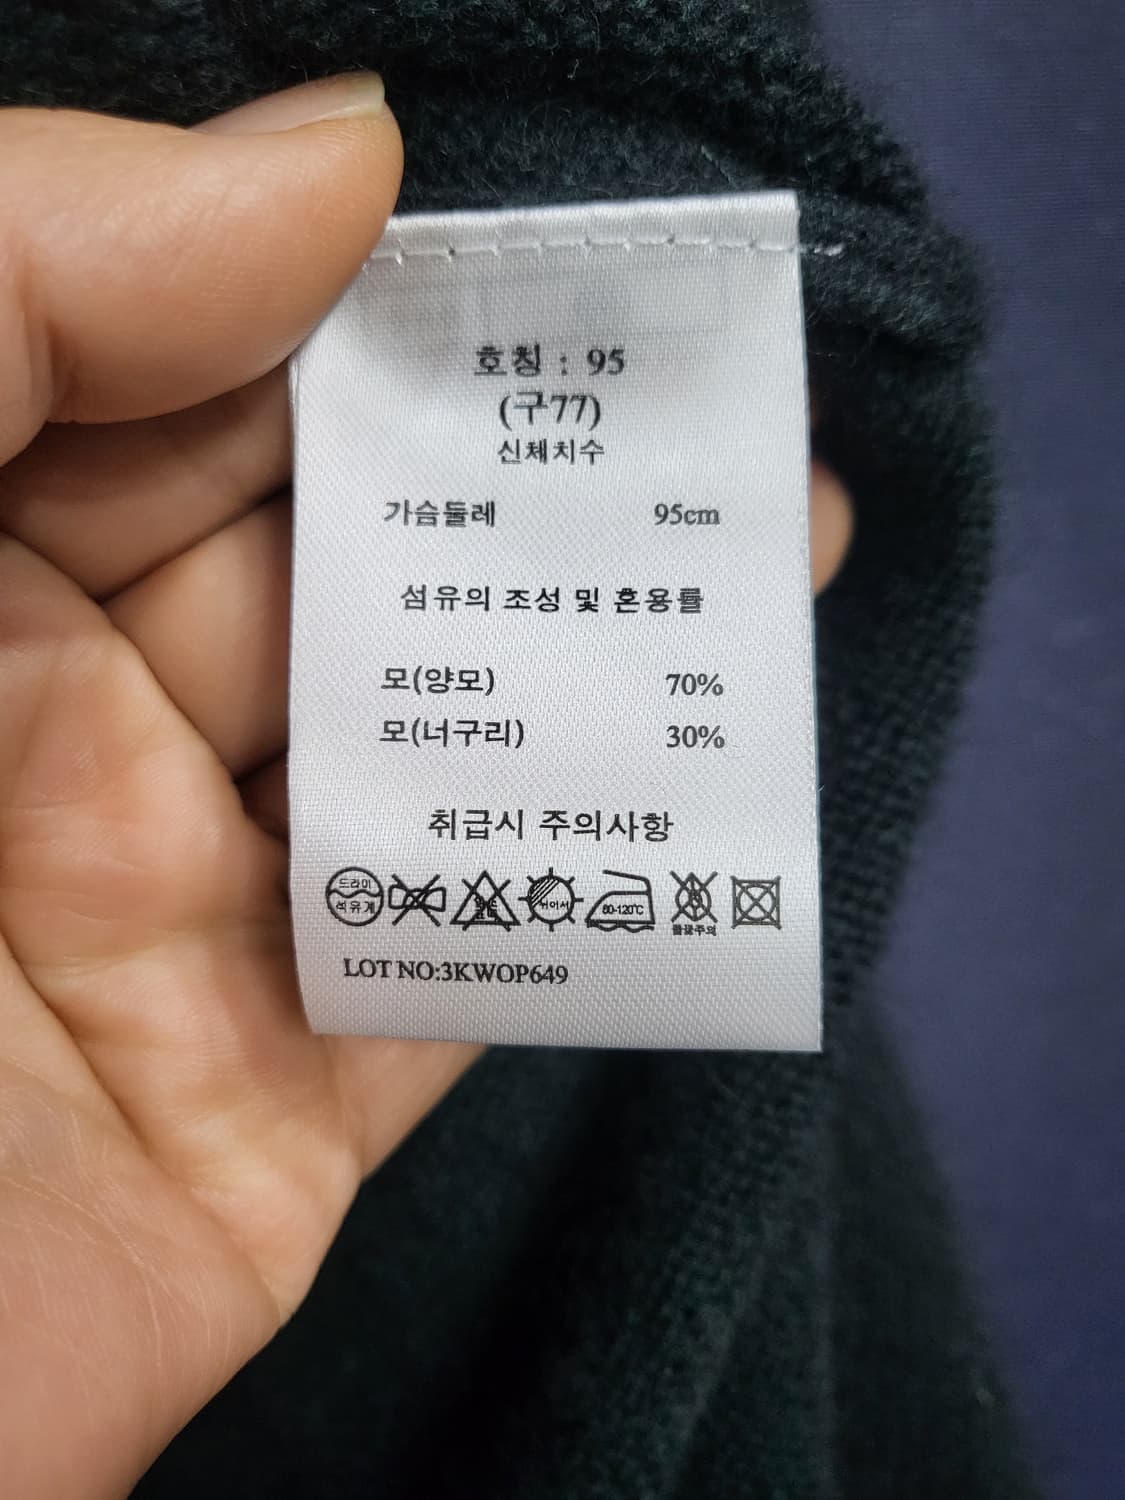 호칭 : 95
(구77)
신체치수
가슴둘레 95cm
섬유의 조성 및 혼용률
모(양모) 70%
모(너구리) 30%
취급시 주의사항
드라이
석유계
뉘어서
80-120℃
LOT NO:3KWOP649